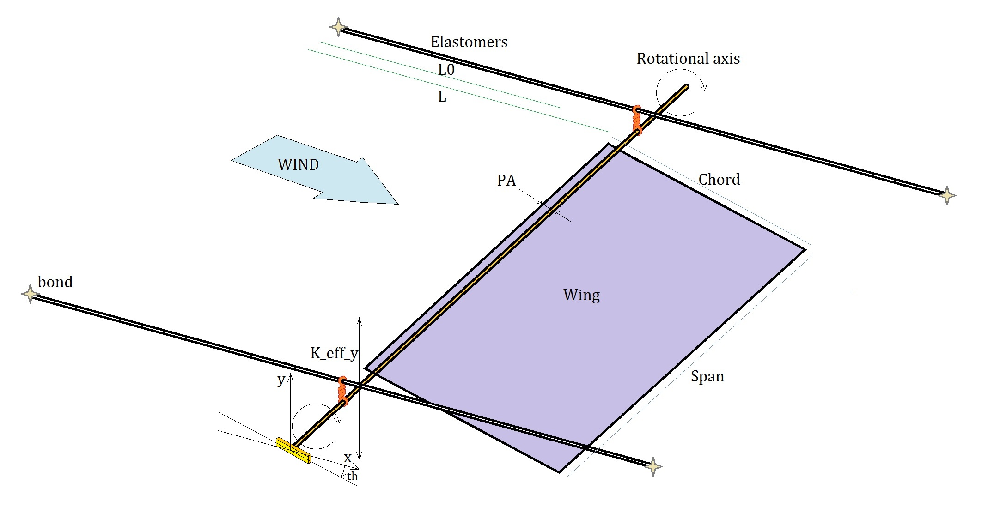 Elastomers
Rotational axis
L0
L
WIND
PA
Chord
bond
Wing
K_eff_y
y
Span
x
th